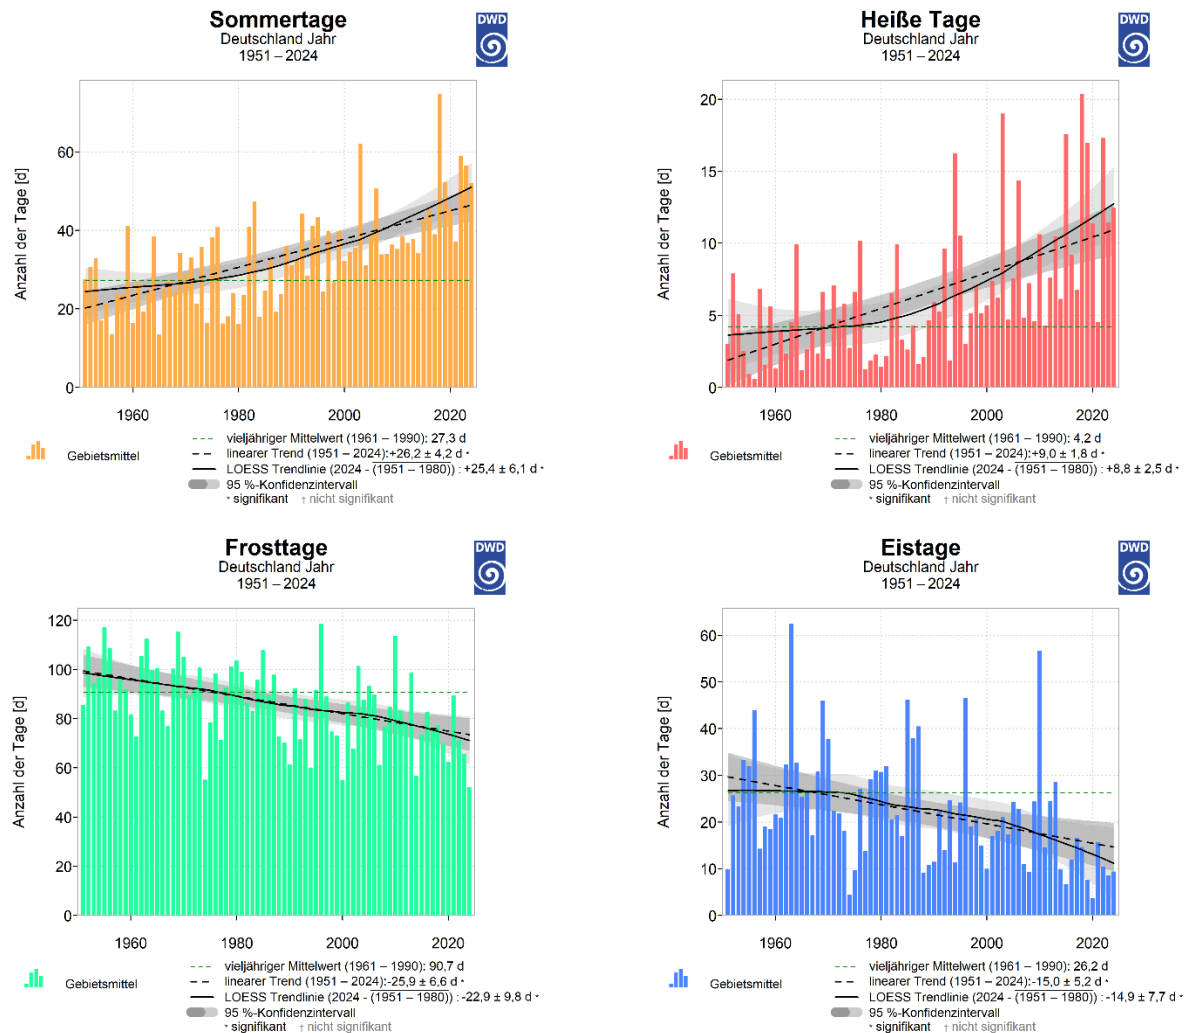 Sommertage
Deutschland Jahr
1951 – 2024
DWD
Anzahl der Tage [d]
60
40
20
0
1960 1980 2000 2020
Gebietsmittel
vieljähriger Mittelwert (1961 – 1990): 27,3 d
linearer Trend (1951 – 2024):+26,2 ± 4,2 d *
LOESS Trendlinie (2024 - (1951 – 1980)) : +25,4 ± 6,1 d *
95 %-Konfidenzintervall
* signifikant † nicht signifikant
Heiße Tage
Deutschland Jahr
1951 – 2024
DWD
Anzahl der Tage [d]
20
15
10
5
0
1960 1980 2000 2020
Gebietsmittel
vieljähriger Mittelwert (1961 – 1990): 4,2 d
linearer Trend (1951 – 2024):+9,0 ± 1,8 d *
LOESS Trendlinie (2024 - (1951 – 1980)) : +8,8 ± 2,5 d *
95 %-Konfidenzintervall
* signifikant † nicht signifikant
Frosttage
Deutschland Jahr
1951 – 2024
DWD
Anzahl der Tage [d]
120
100
80
60
40
20
0
1960 1980 2000 2020
Gebietsmittel
vieljähriger Mittelwert (1961 – 1990): 90,7 d
linearer Trend (1951 – 2024):-25,9 ± 6,6 d *
LOESS Trendlinie (2024 - (1951 – 1980)) : -22,9 ± 9,8 d *
95 %-Konfidenzintervall
* signifikant † nicht signifikant
Eistage
Deutschland Jahr
1951 – 2024
DWD
Anzahl der Tage [d]
60
50
40
30
20
10
0
1960 1980 2000 2020
Gebietsmittel
vieljähriger Mittelwert (1961 – 1990): 26,2 d
linearer Trend (1951 – 2024):-15,0 ± 5,2 d *
LOESS Trendlinie (2024 - (1951 – 1980)) : -14,9 ± 7,7 d *
95 %-Konfidenzintervall
* signifikant † nicht signifikant